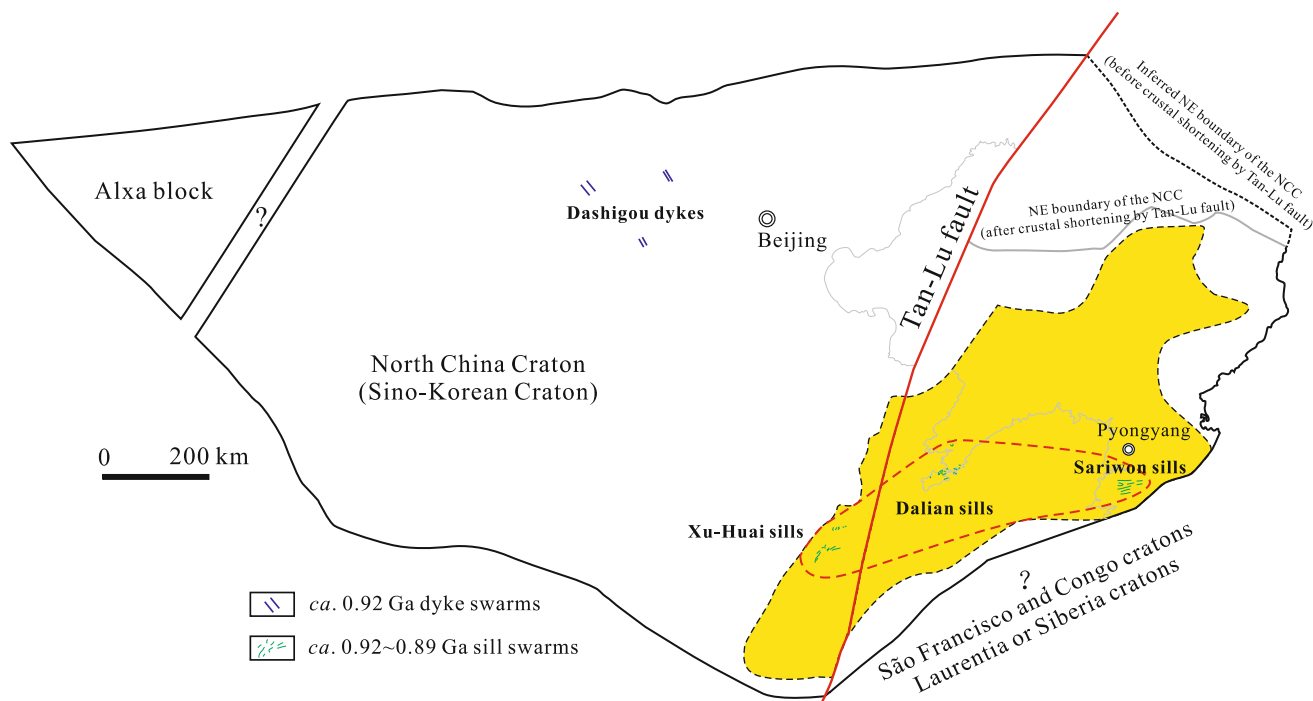 Inferred NE boundary of the NCC
(before crustal shortening by Tan-Lu fault)
Alxa block
?
Dashigou dykes
Beijing
Tan-Lu fault
NE boundary of the NCC
(after crustal shortening by Tan-Lu fault)
North China Craton
(Sino-Korean Craton)
0 200 km
Pyongyang
Sariwon sills
Dalian sills
Xu-Huai sills
?
São Francisco and Congo cratons
Laurentia or Siberia cratons
ca. 0.92 Ga dyke swarms
ca. 0.92~0.89 Ga sill swarms